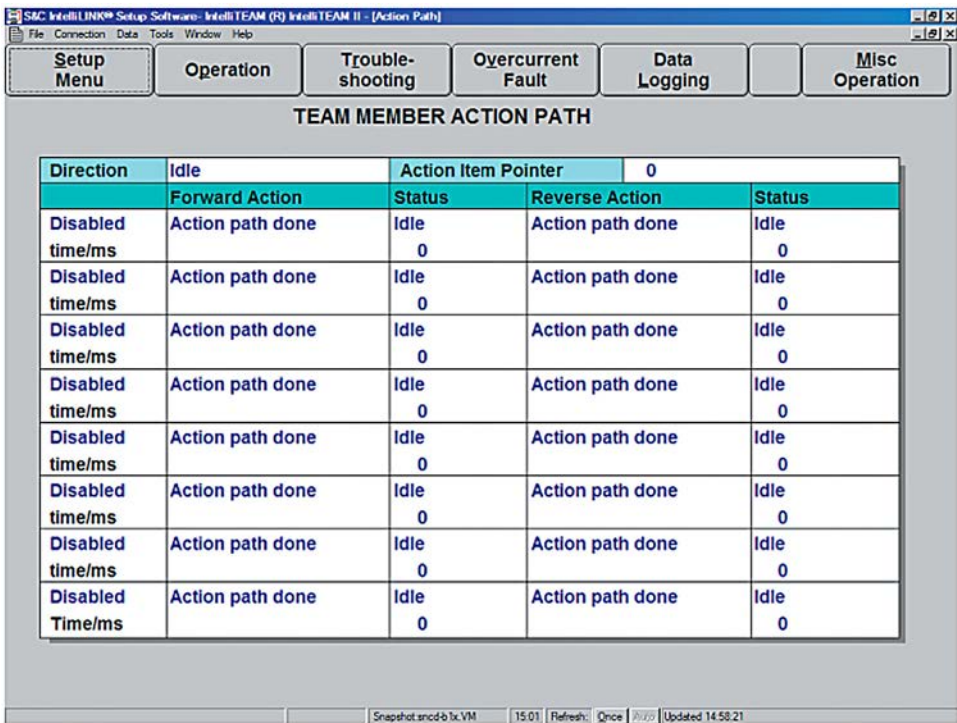 S&C IntelliLINK® Setup Software- IntelliTEAM (R) IntelliTEAM II - [Action Path]
File Connection Data Tools Window Help
Setup Menu Operation Trouble-shooting Overcurrent Fault Data Logging Misc Operation
TEAM MEMBER ACTION PATH
Direction Idle Action Item Pointer 0
Forward Action Status Reverse Action Status
Disabled Action path done Idle Action path done Idle
time/ms 0 0
Disabled Action path done Idle Action path done Idle
time/ms 0 0
Disabled Action path done Idle Action path done Idle
time/ms 0 0
Disabled Action path done Idle Action path done Idle
time/ms 0 0
Disabled Action path done Idle Action path done Idle
time/ms 0 0
Disabled Action path done Idle Action path done Idle
time/ms 0 0
Disabled Action path done Idle Action path done Idle
time/ms 0 0
Disabled Action path done Idle Action path done Idle
Time/ms 0 0
Snapshot:sncd-b1x.VM 15:01 Refresh: Once Auto Updated 14:58:21